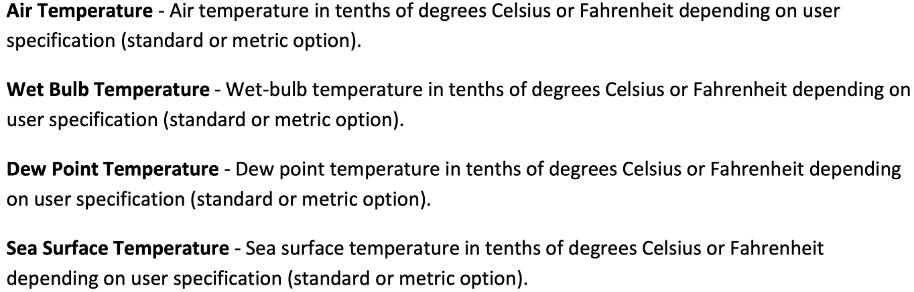 Air Temperature - Air temperature in tenths of degrees Celsius or Fahrenheit depending on user
specification (standard or metric option).
Wet Bulb Temperature - Wet-bulb temperature in tenths of degrees Celsius or Fahrenheit depending on
user specification (standard or metric option).
Dew Point Temperature - Dew point temperature in tenths of degrees Celsius or Fahrenheit depending
on user specification (standard or metric option).
Sea Surface Temperature - Sea surface temperature in tenths of degrees Celsius or Fahrenheit
depending on user specification (standard or metric option).